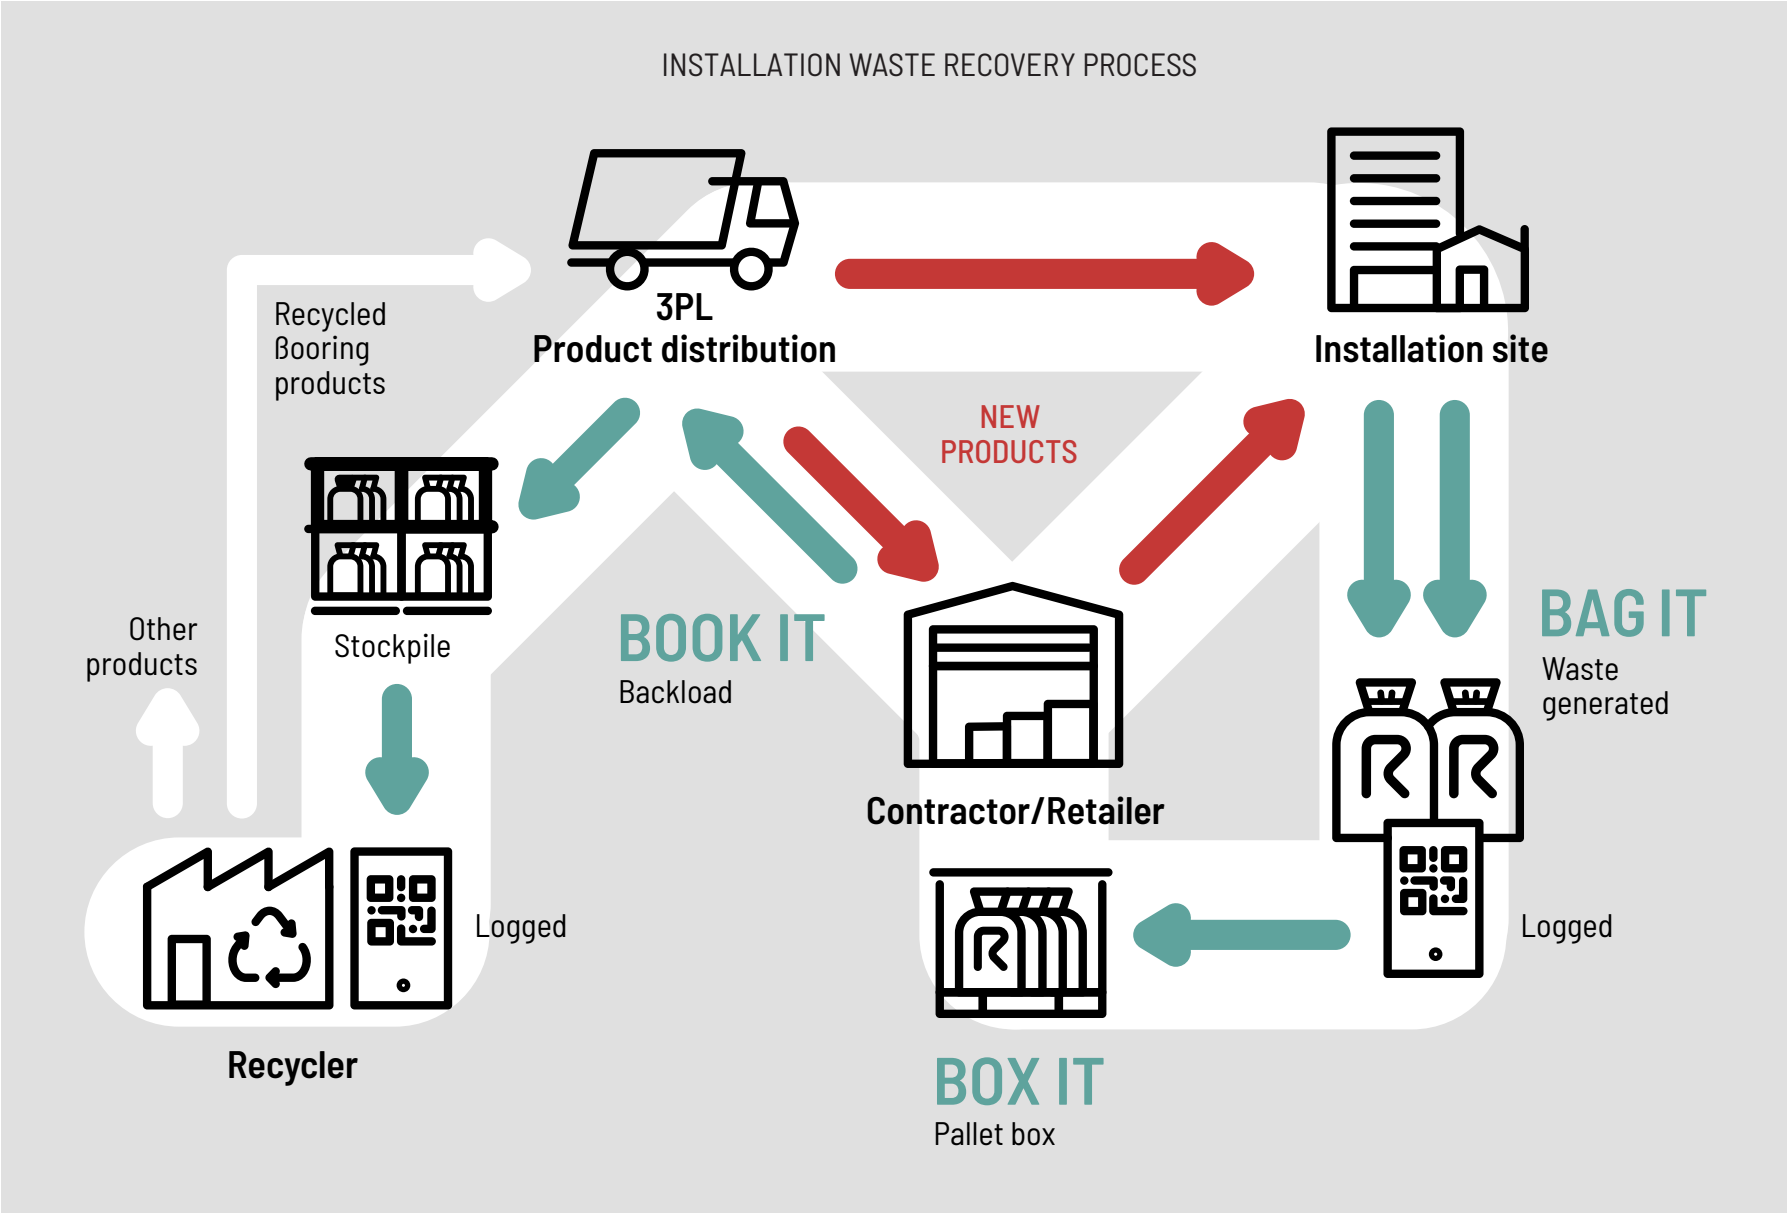 INSTALLATION WASTE RECOVERY PROCESS
3PL
Product distribution
Installation site
Recycled
ßooring
products
NEW
PRODUCTS
Stockpile
Other
products
BOOK IT
Backload
BAG IT
Waste
generated
R R
Contractor/Retailer
Logged
R
Logged
Recycler
BOX IT
Pallet box